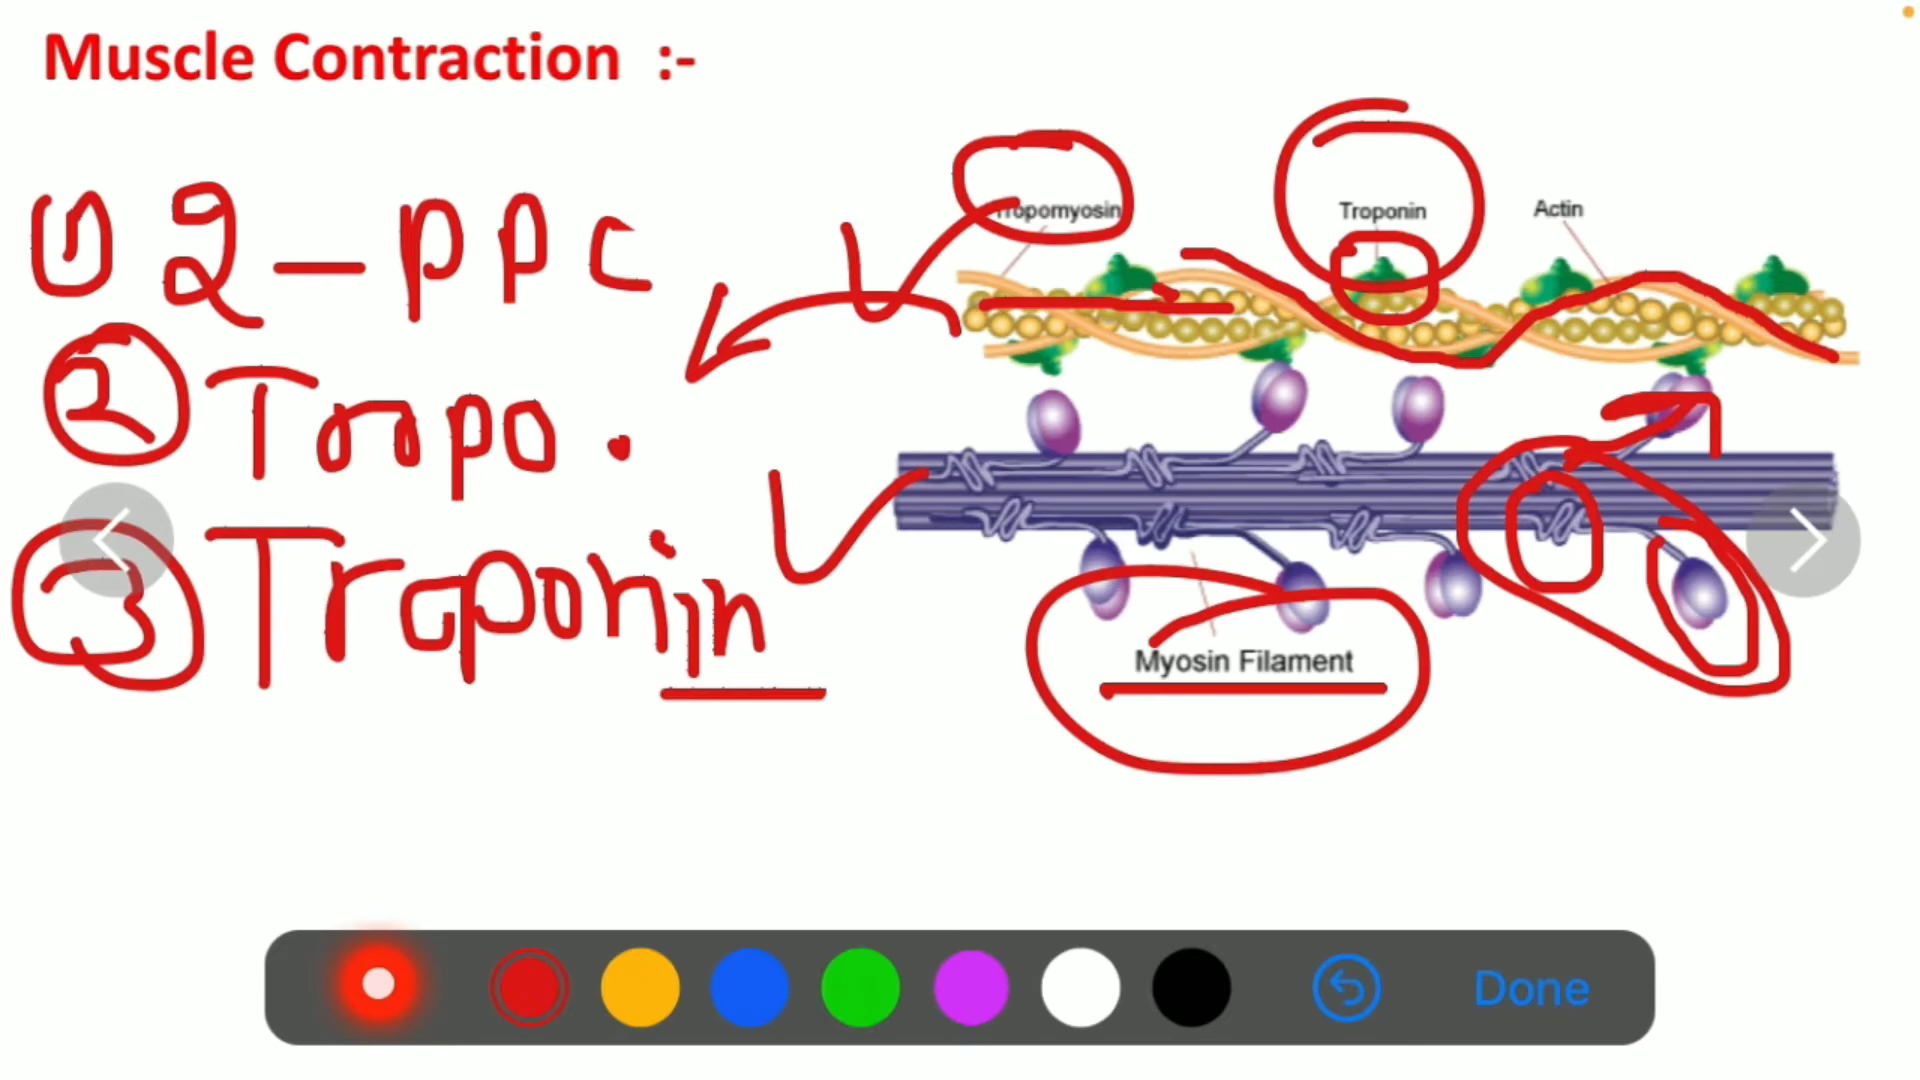 Muscle Contraction :-
Tropomyosin
Troponin
Actin
① 2-PPC
② Tropo.
③ Troponin
Myosin Filament
Done